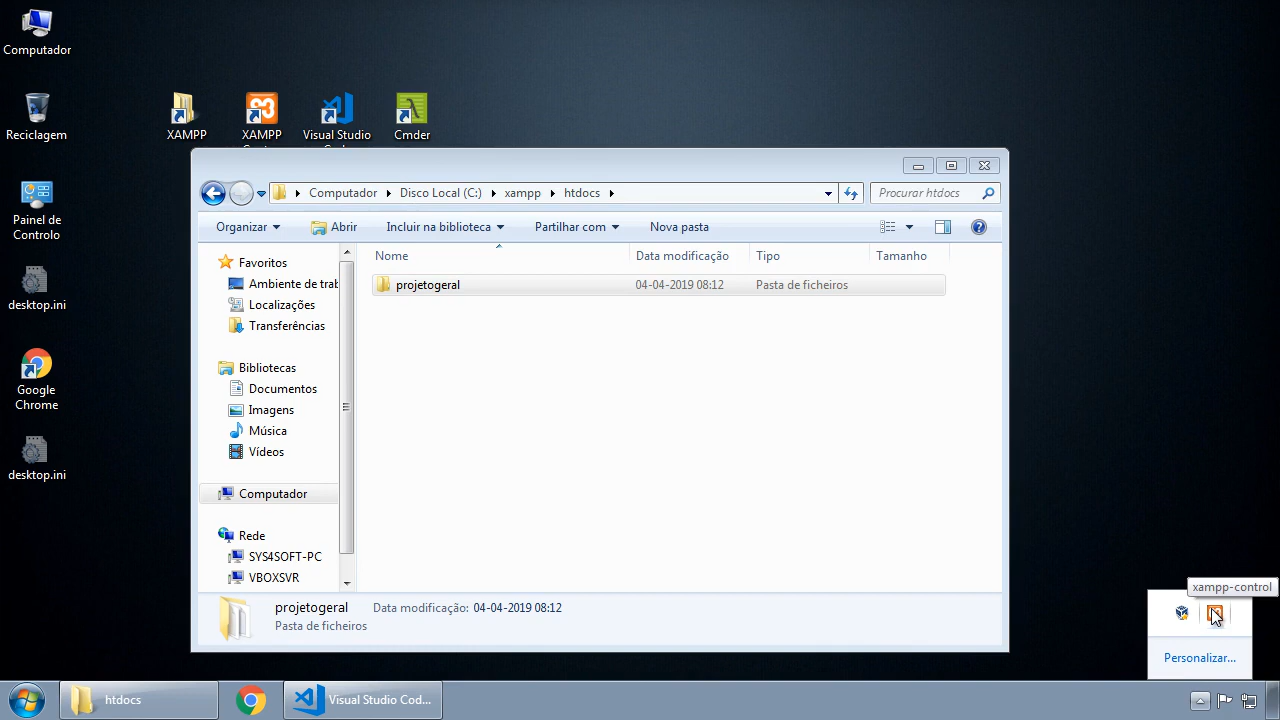 Computador
Reciclagem
XAMPP
XAMPP
Visual Studio
Cmder
Painel de
Controlo
desktop.ini
Google
Chrome
desktop.ini
Computador
Disco Local (C:)
xampp
htdocs
Procurar htdocs
Organizar
Abrir
Incluir na biblioteca
Partilhar com
Nova pasta
Nome
Data modificação
Tipo
Tamanho
projetogeral
04-04-2019 08:12
Pasta de ficheiros
Favoritos
Ambiente de trab
Localizações
Transferências
Bibliotecas
Documentos
Imagens
Música
Vídeos
Computador
Rede
SYS4SOFT-PC
VBOXSVR
projetogeral
Data modificação: 04-04-2019 08:12
Pasta de ficheiros
xampp-control
Personalizar...
htdocs
Visual Studio Cod...